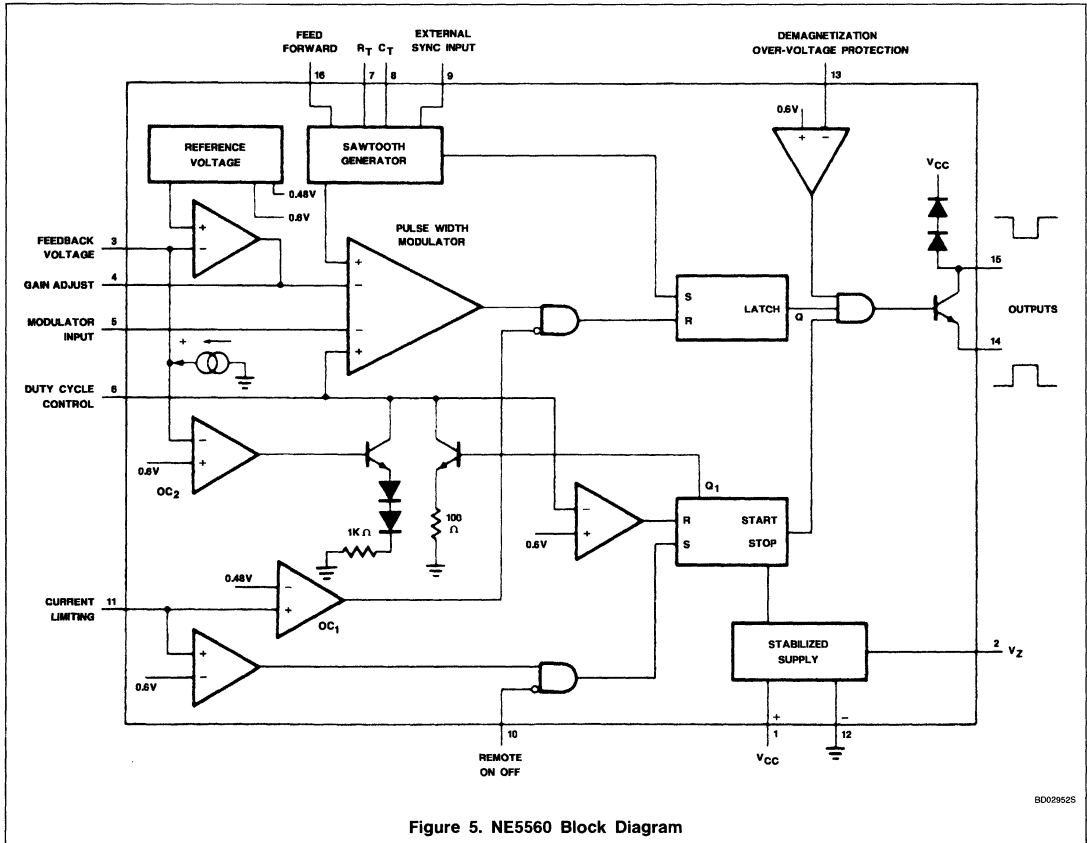 FEED
FORWARD
16
R_T
7
C_T
8
EXTERNAL
SYNC INPUT
9
DEMAGNETIZATION
OVER-VOLTAGE PROTECTION
13
0.6V
+
−
REFERENCE
VOLTAGE
0.48V
0.6V
SAWTOOTH
GENERATOR
V_CC
PULSE WIDTH
MODULATOR
FEEDBACK
VOLTAGE
3
+
−
GAIN ADJUST
4
MODULATOR
INPUT
5
+
−
−
+
S
R
LATCH
Q
15
OUTPUTS
14
+
DUTY CYCLE
CONTROL
6
−
+
0.6V
OC2
1K Ω
100
Ω
−
+
0.6V
Q1
R
S
START
STOP
0.48V
−
+
OC1
CURRENT
LIMITING
11
+
−
0.6V
STABILIZED
SUPPLY
2
V_Z
10
REMOTE
ON OFF
+
1
V_CC
−
12
BD02952S
Figure 5. NE5560 Block Diagram